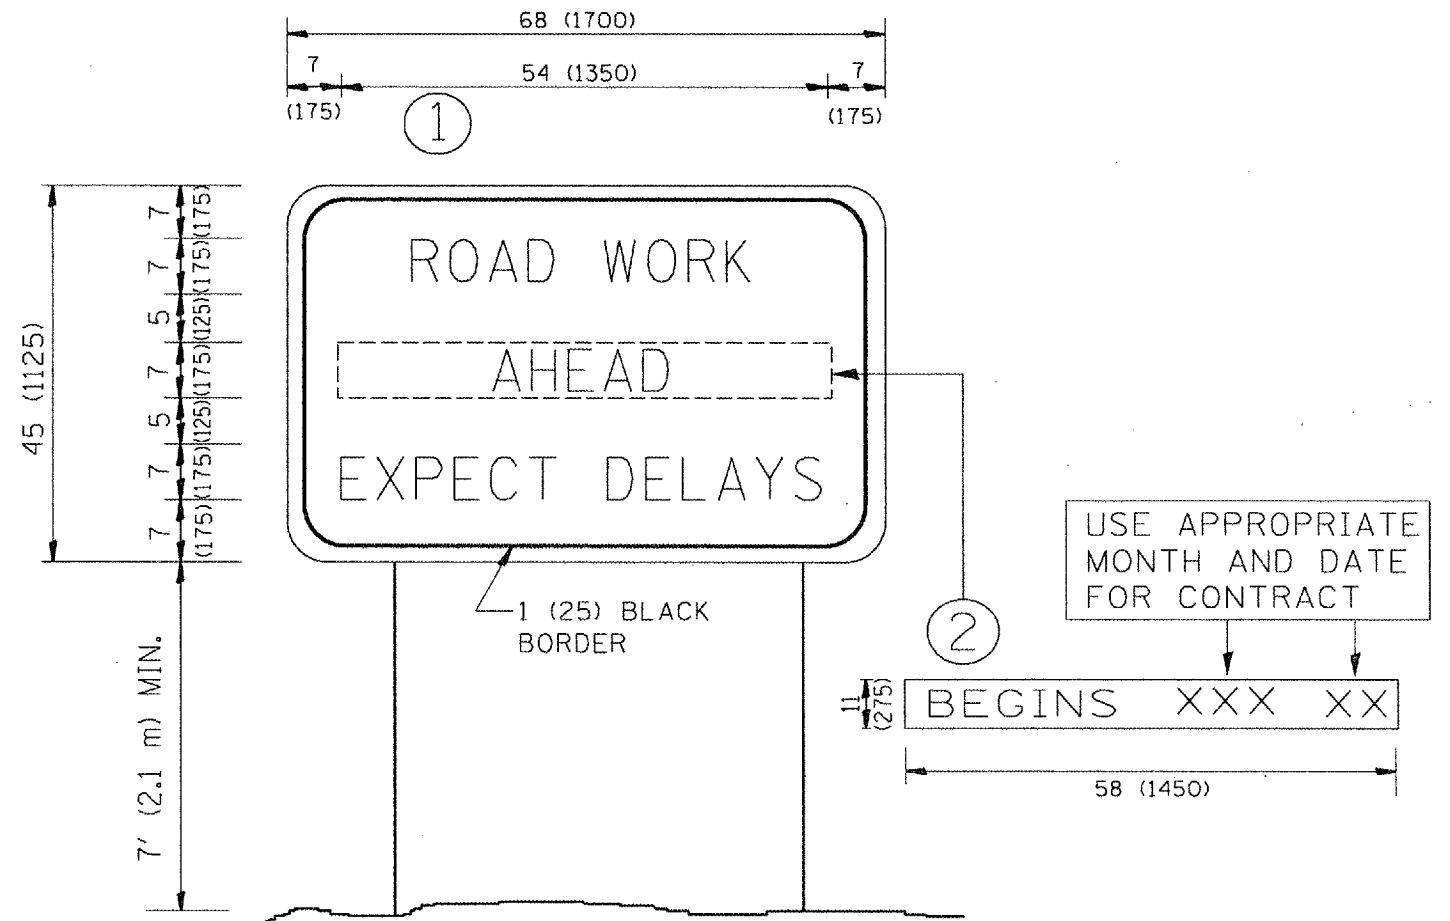 68 (1700)
7
54 (1350)
7
(175)
(175)
1
45 (1125)
7 (175)
7 (175)
5 (125)
7 (175)
5 (125)
7 (175)
7 (175)
ROAD WORK
AHEAD
EXPECT DELAYS
1 (25) BLACK
BORDER
7' (2.1 m) MIN.
USE APPROPRIATE
MONTH AND DATE
FOR CONTRACT
2
11
(275)
BEGINS XXX XX
58 (1450)